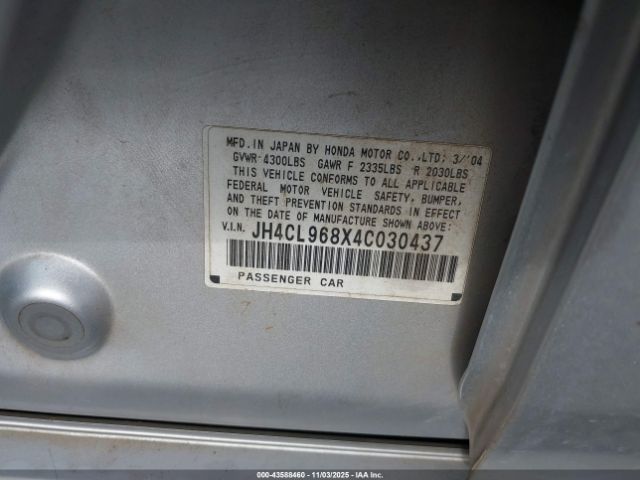 MFD. IN JAPAN BY HONDA MOTOR CO., LTD; 3/'04
GVWR 4300LBS GAWR F 2335LBS R 2030LBS
THIS VEHICLE CONFORMS TO ALL APPLICABLE
FEDERAL MOTOR VEHICLE SAFETY, BUMPER,
AND THEFT PREVENTION STANDARDS IN EFFECT
ON THE DATE OF MANUFACTURE SHOWN ABOVE:
V.I.N. JH4CL968X4C030437
PASSENGER CAR
000-43588460 - 11/03/2025 - IAA Inc.